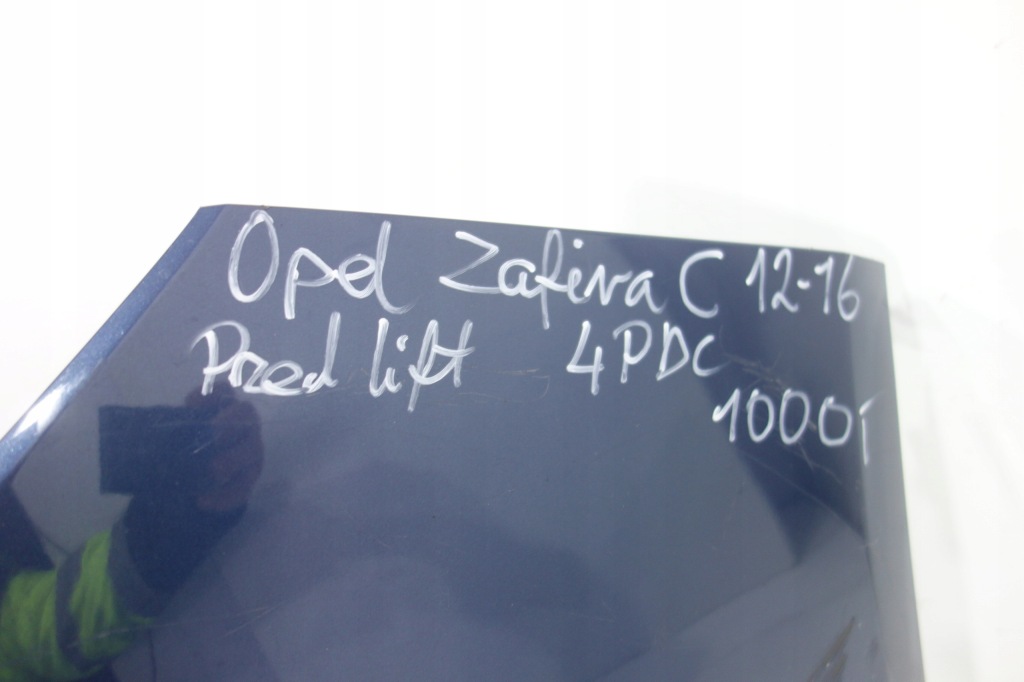 Opel Zafira C 12-16
Przed lift 4PDC
1000T